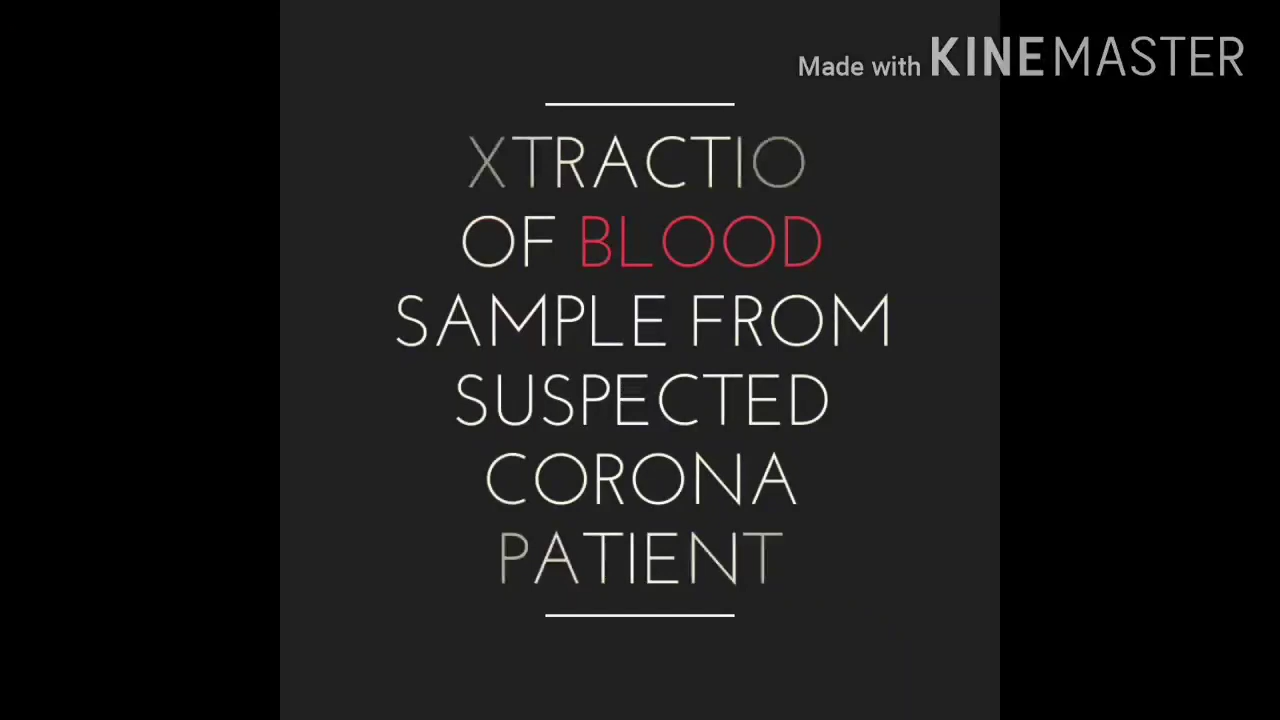 Made with KINEMASTER
XTRACTIO
OF BLOOD
SAMPLE FROM
SUSPECTED
CORONA
PATIENT